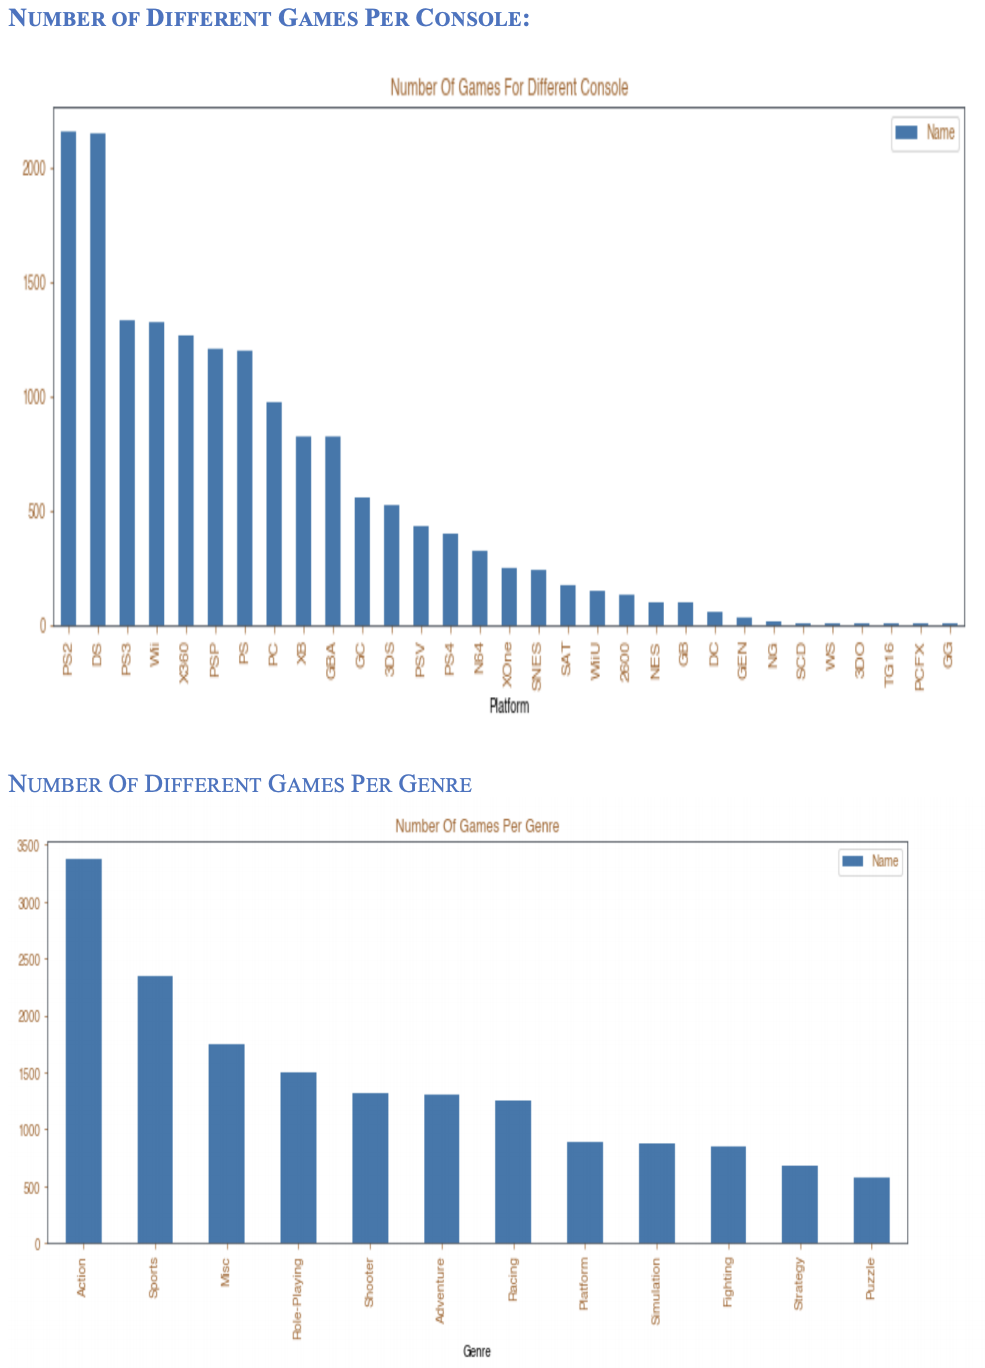 NUMBER OF DIFFERENT GAMES PER CONSOLE:
Number Of Games For Different Console
Name
2000
1500
1000
500
0
PS2 DS PS3 Wii X360 PSP PS PC XB GBA GC 3DS PSV PS4 N64 XOne SNES SAT WiiU 2600 NES GB DC GEN NG SCD WS 3DO TG16 PCFX GG
Platform
NUMBER OF DIFFERENT GAMES PER GENRE
Number Of Games Per Genre
Name
3500
3000
2500
2000
1500
1000
500
0
Action Sports Misc Role-Playing Shooter Adventure Racing Platform Simulation Fighting Strategy Puzzle
Genre